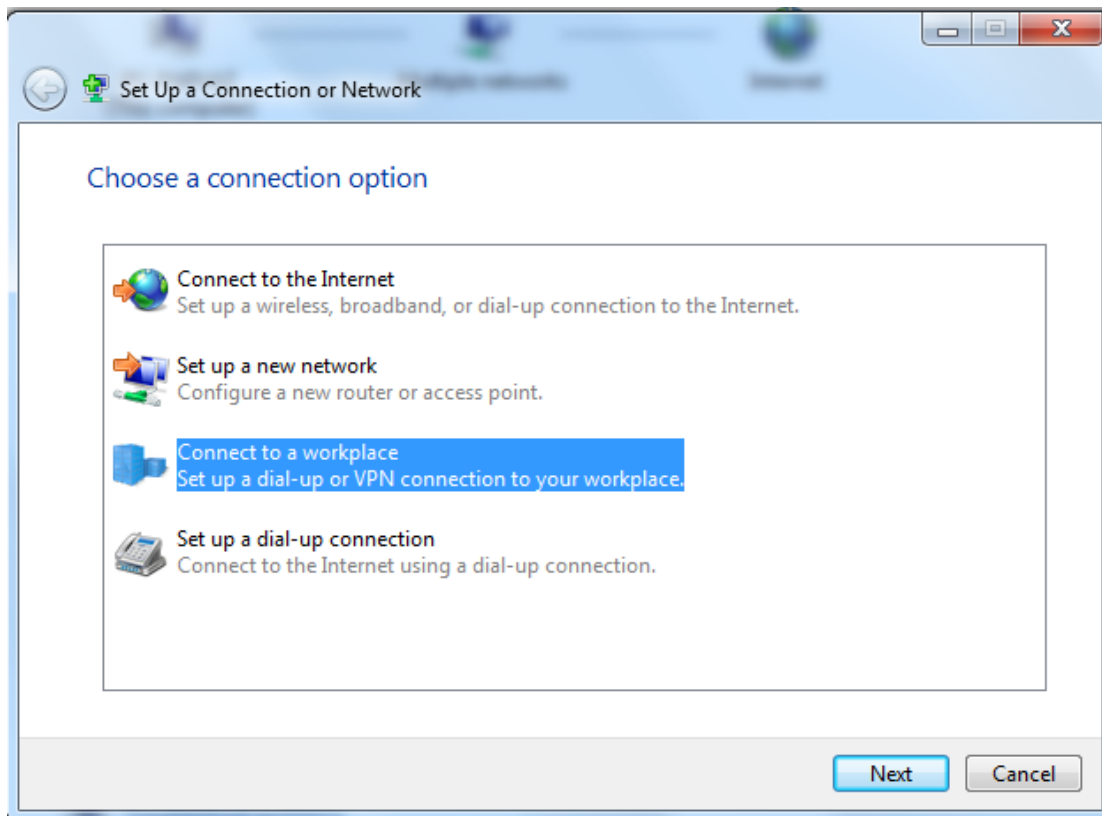 Set Up a Connection or Network
Choose a connection option
Connect to the Internet
Set up a wireless, broadband, or dial-up connection to the Internet.
Set up a new network
Configure a new router or access point.
Connect to a workplace
Set up a dial-up or VPN connection to your workplace.
Set up a dial-up connection
Connect to the Internet using a dial-up connection.
Next
Cancel